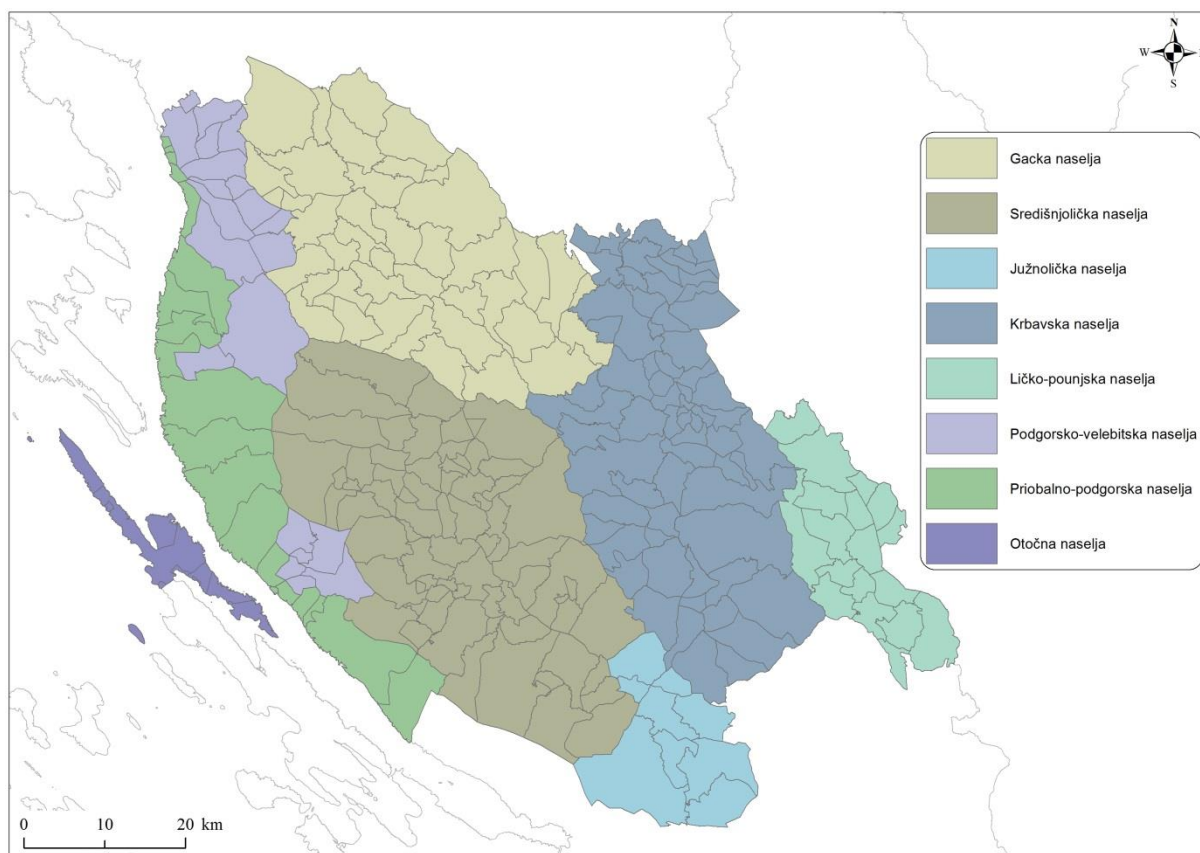 N
W
S
Gacka naselja
Središnjolička naselja
Južnolička naselja
Krbavska naselja
Ličko-pounjska naselja
Podgorsko-velebitska naselja
Priobalno-podgorska naselja
Otočna naselja
0 10 20 km